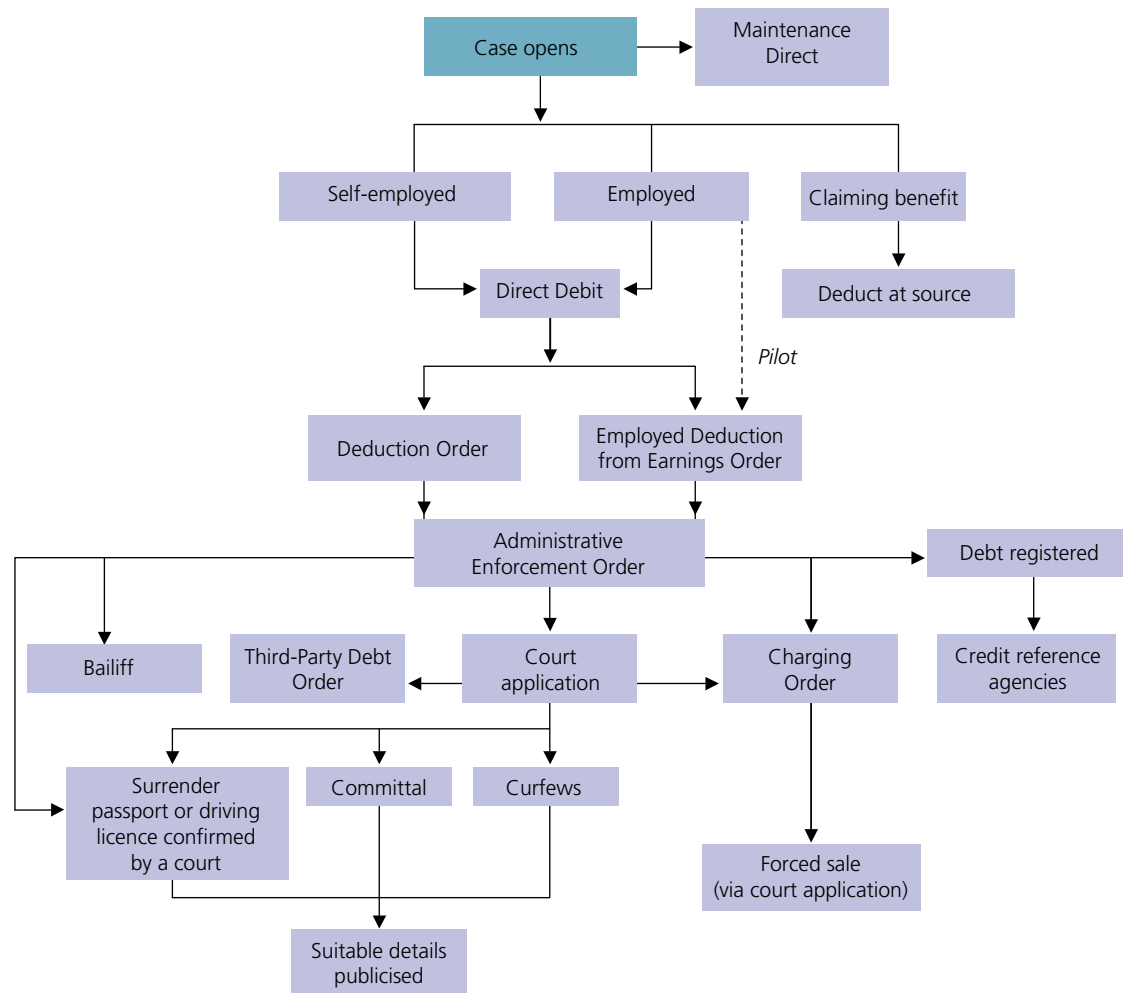 Case opens
Maintenance
Direct
Self-employed
Employed
Claiming benefit
Direct Debit
Deduct at source
Pilot
Deduction Order
Employed Deduction
from Earnings Order
Administrative
Enforcement Order
Debt registered
Bailiff
Third-Party Debt
Order
Court
application
Charging
Order
Credit reference
agencies
Surrender
passport or driving
licence confirmed
by a court
Committal
Curfews
Forced sale
(via court application)
Suitable details
publicised